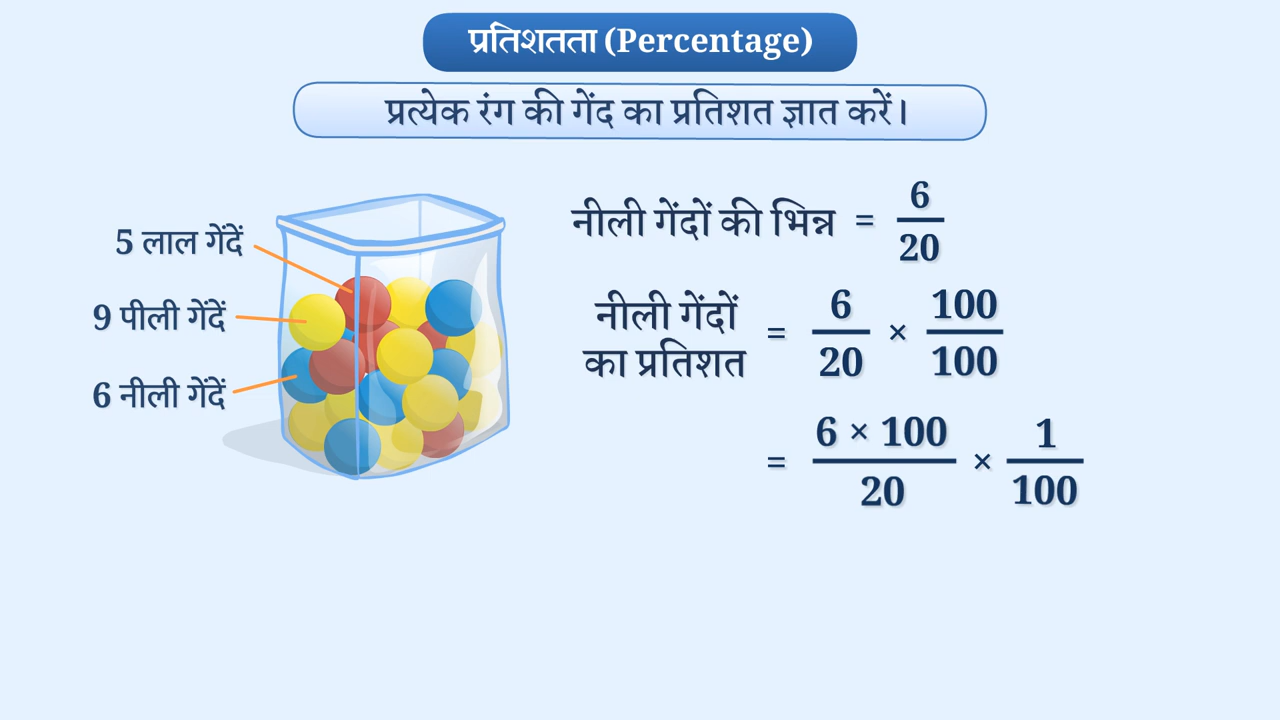 प्रतिशतता (Percentage)
प्रत्येक रंग की गेंद का प्रतिशत ज्ञात करें।
5 लाल गेंदें
9 पीली गेंदें
6 नीली गेंदें
नीली गेंदों की भिन्न = 6/20
नीली गेंदों
का प्रतिशत = 6/20 × 100/100
= 6 × 100/20 × 1/100